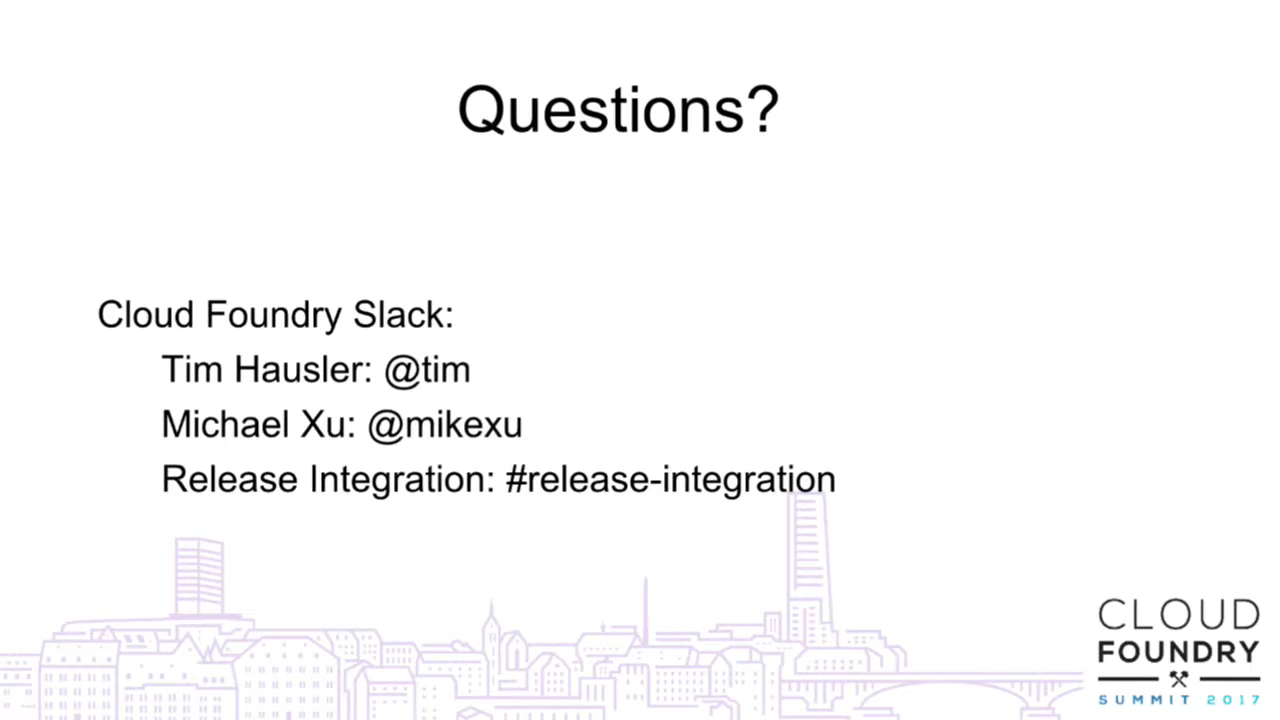 Questions?
Cloud Foundry Slack:
Tim Hausler: @tim
Michael Xu: @mikexu
Release Integration: #release-integration
CLOUD
FOUNDRY
SUMMIT 2017